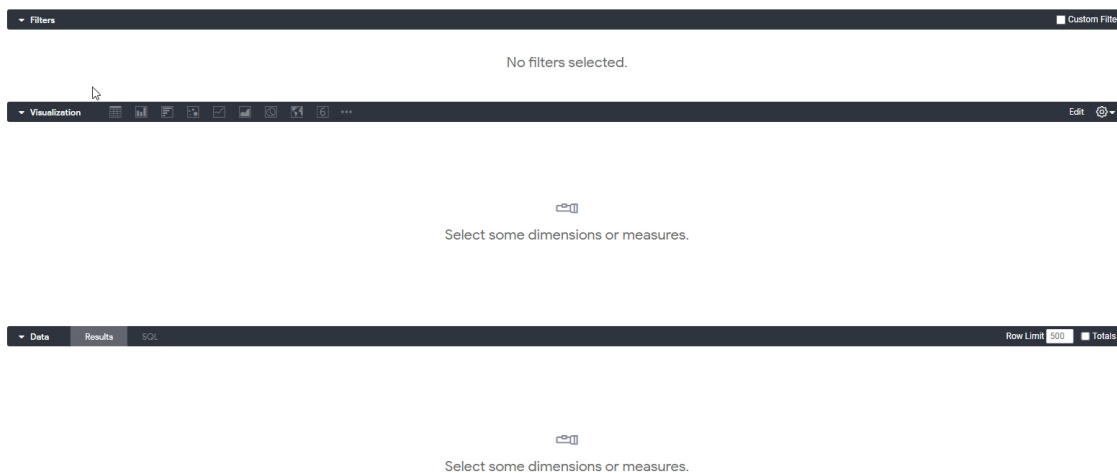 Filters
Custom Filte
No filters selected.
Visualization 6 Edit
Select some dimensions or measures.
Data Results SQL Row Limit 500 Totals
Select some dimensions or measures.